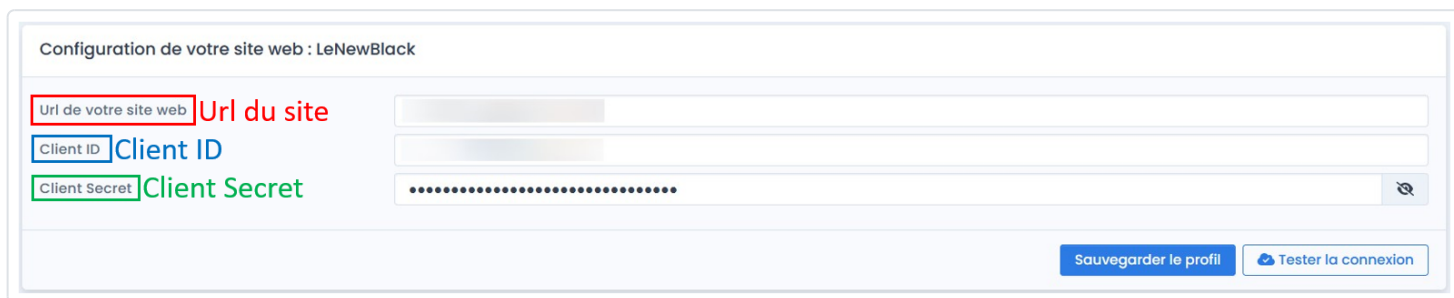 Configuration de votre site web : LeNewBlack
Url de votre site web Url du site
Client ID Client ID
Client Secret Client Secret
Sauvegarder le profil Tester la connexion